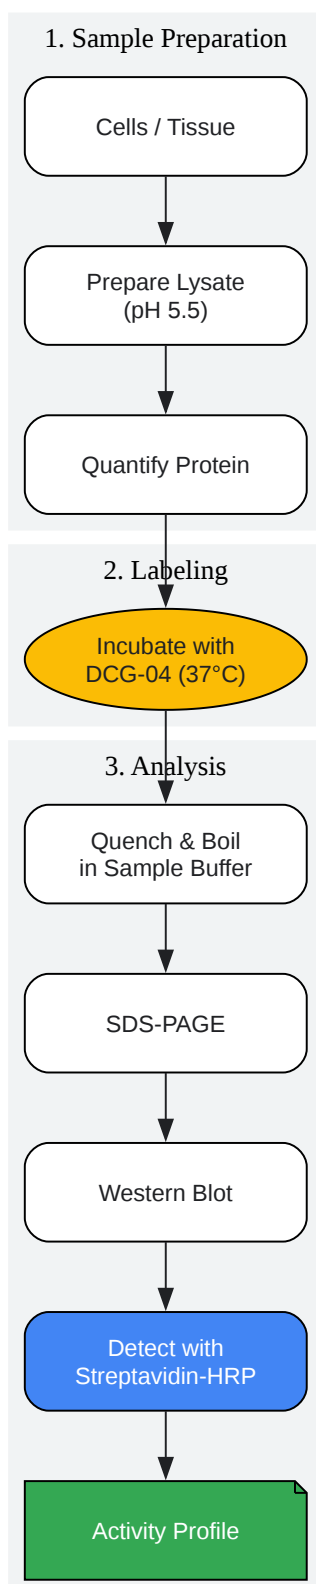 1. Sample Preparation
Cells / Tissue
Prepare Lysate
(pH 5.5)
Quantify Protein
2. Labeling
Incubate with
DCG-04 (37°C)
3. Analysis
Quench & Boil
in Sample Buffer
SDS-PAGE
Western Blot
Detect with
Streptavidin-HRP
Activity Profile